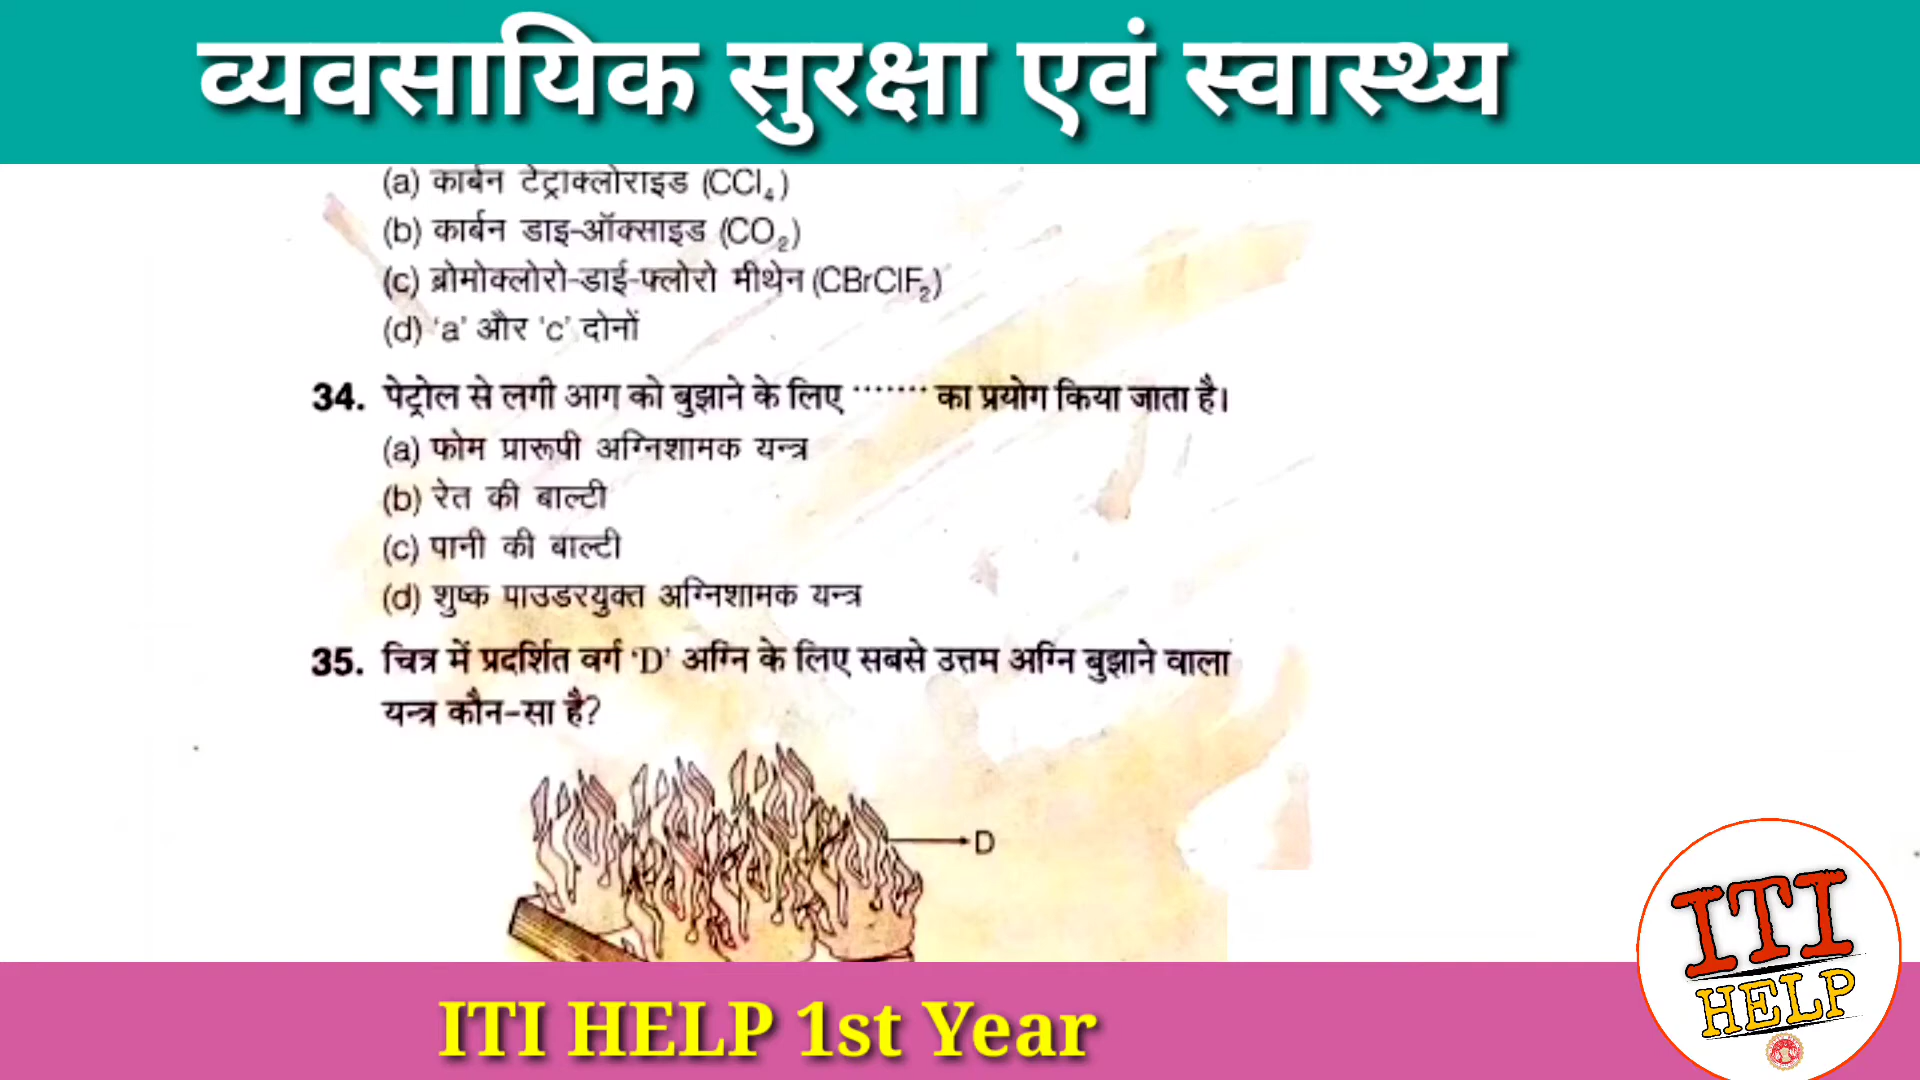 व्यवसायिक सुरक्षा एवं स्वास्थ्य
(a) कार्बन टेट्राक्लोराइड (CCl₄)
(b) कार्बन डाइ-ऑक्साइड (CO₂)
(c) ब्रोमोक्लोरो-डाई-फ्लोरो मीथेन (CBrClF₂)
(d) 'a' और 'c' दोनों
34. पेट्रोल से लगी आग को बुझाने के लिए ······· का प्रयोग किया जाता है।
(a) फोम प्रारूपी अग्निशामक यन्त्र
(b) रेत की बाल्टी
(c) पानी की बाल्टी
(d) शुष्क पाउडरयुक्त अग्निशामक यन्त्र
35. चित्र में प्रदर्शित वर्ग 'D' अग्नि के लिए सबसे उत्तम अग्नि बुझाने वाला
यन्त्र कौन-सा है?
D
ITI HELP 1st Year
ITI
HELP